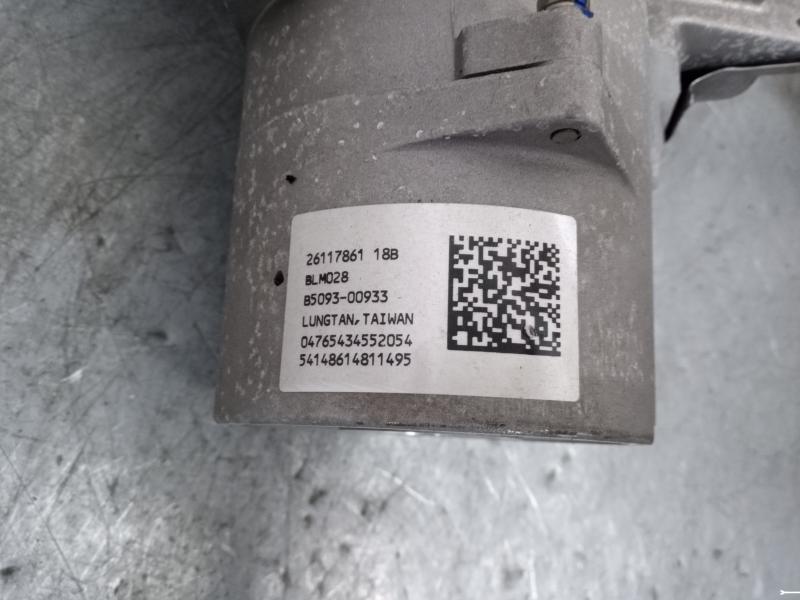 26117861 18B
BLM028
B5093-00933
LUNGTAN, TAIWAN
04765434552054
54148614811495